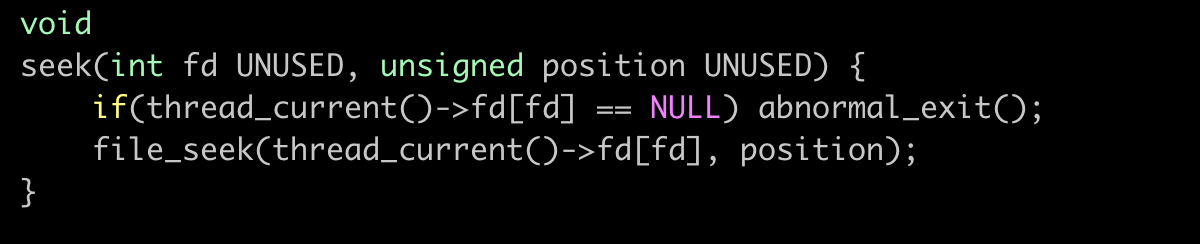 void
seek(int fd UNUSED, unsigned position UNUSED) {
    if(thread_current()->fd[fd] == NULL) abnormal_exit();
    file_seek(thread_current()->fd[fd], position);
}